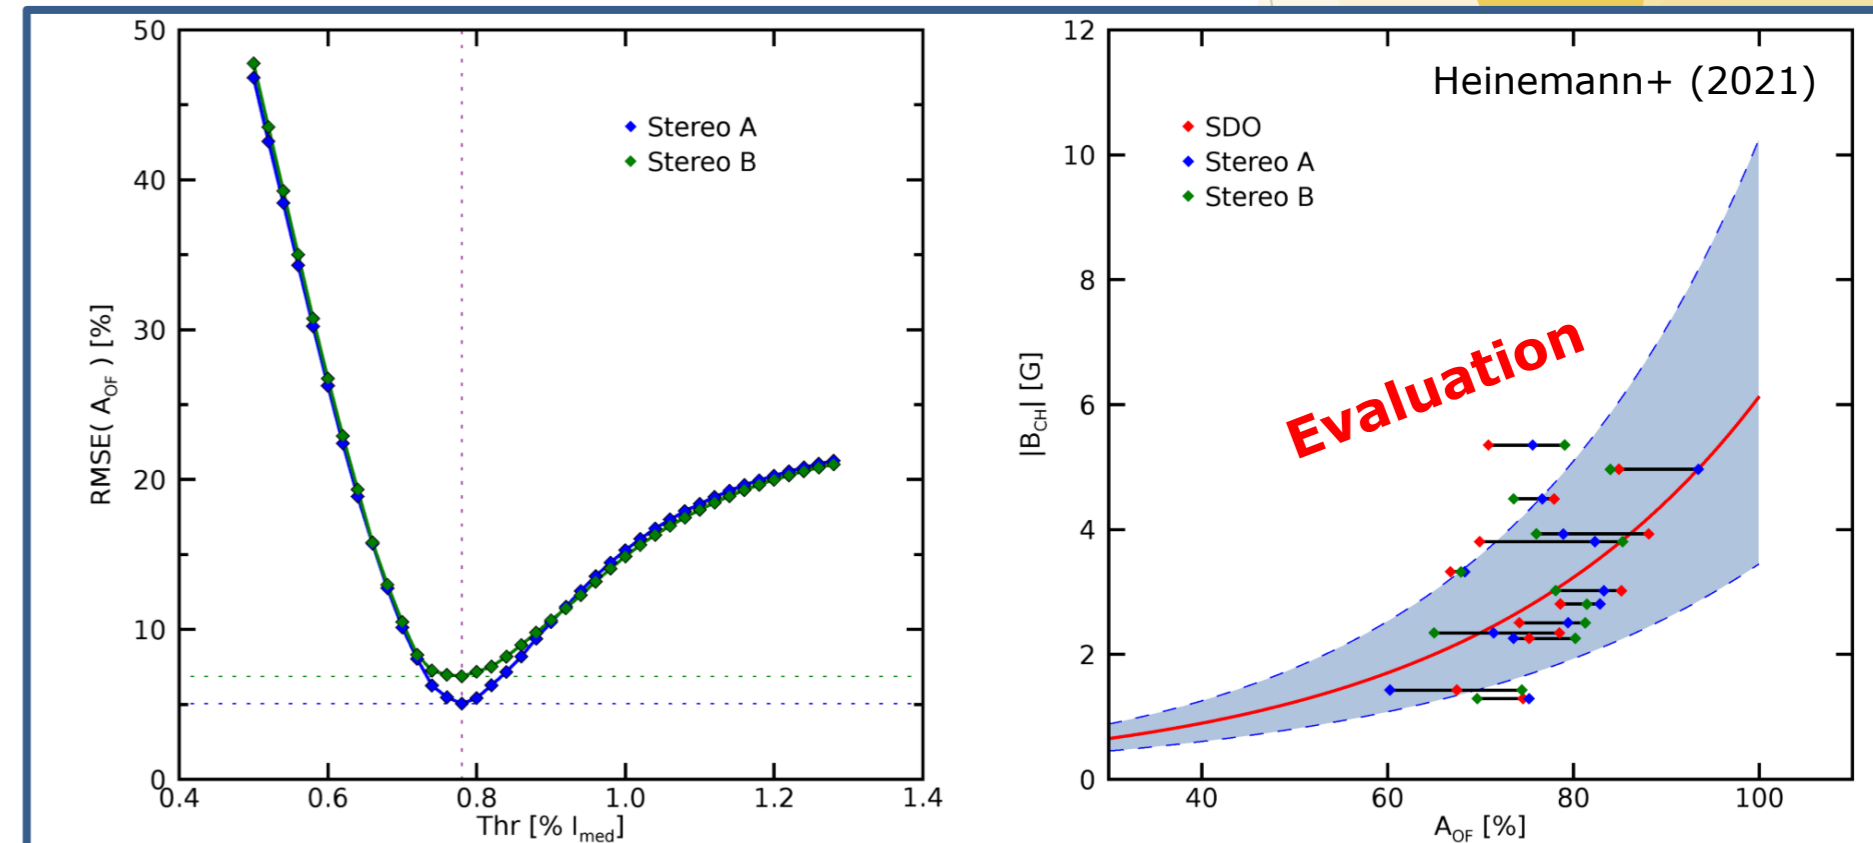 50
40
30
20
10
0
RMSE( A_OF ) [%]
Stereo A
Stereo B
0.4 0.6 0.8 1.0 1.2 1.4
Thr [% I_med]
12
10
8
6
4
2
0
|B_CH| [G]
Heinemann+ (2021)
SDO
Stereo A
Stereo B
Evaluation
40 60 80 100
A_OF [%]